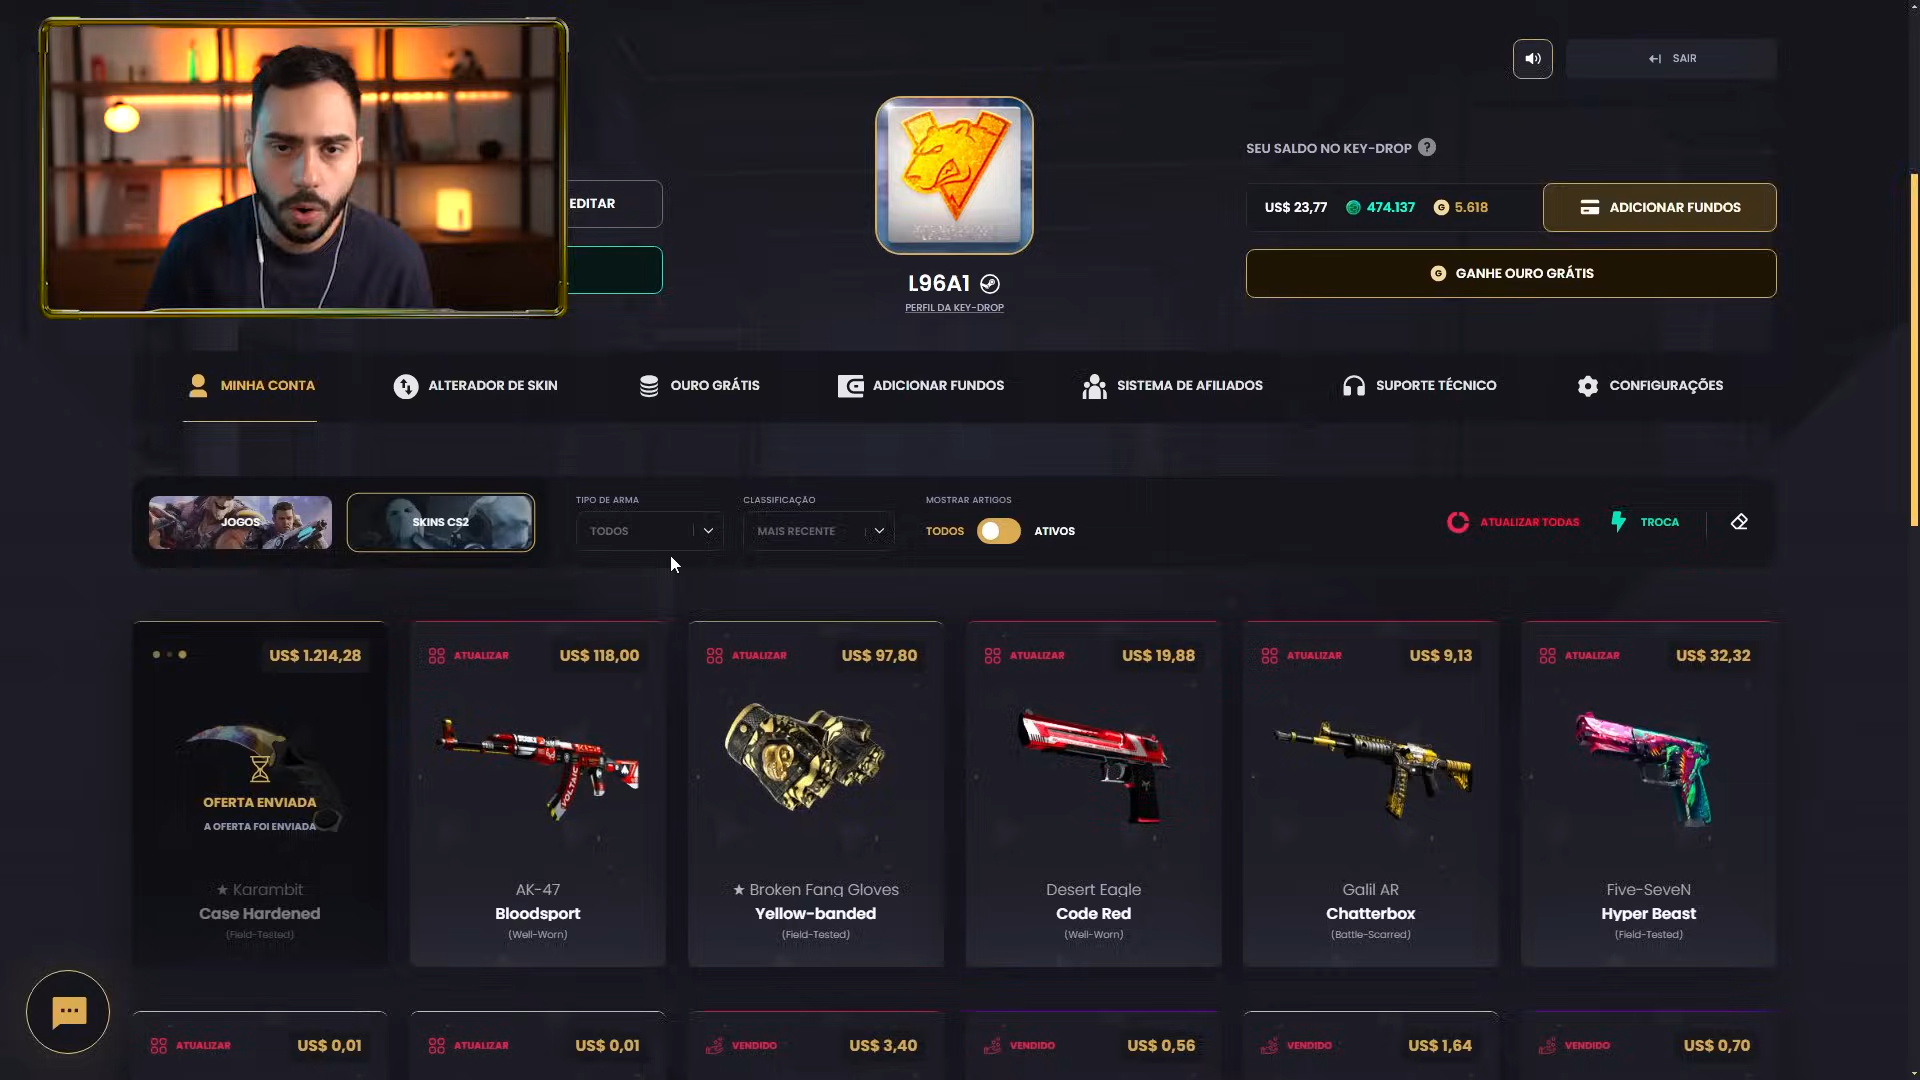 SAIR
SEU SALDO NO KEY-DROP ?
EDITAR
US$ 23,77 474.137 G 5.618
ADICIONAR FUNDOS
G GANHE OURO GRÁTIS
L96A1
PERFIL DA KEY-DROP
MINHA CONTA
ALTERADOR DE SKIN
OURO GRÁTIS
ADICIONAR FUNDOS
SISTEMA DE AFILIADOS
SUPORTE TÉCNICO
CONFIGURAÇÕES
JOGOS
SKINS CS2
TIPO DE ARMA
TODOS
CLASSIFICAÇÃO
MAIS RECENTE
MOSTRAR ARTIGOS
TODOS ATIVOS
ATUALIZAR TODAS
TROCA
US$ 1.214,28
OFERTA ENVIADA
A OFERTA FOI ENVIADA
★ Karambit
Case Hardened
(Field-Tested)
ATUALIZAR US$ 118,00
VOLTAIC
AK-47
Bloodsport
(Well-Worn)
ATUALIZAR US$ 97,80
★ Broken Fang Gloves
Yellow-banded
(Field-Tested)
ATUALIZAR US$ 19,88
Desert Eagle
Code Red
(Well-Worn)
ATUALIZAR US$ 9,13
Galil AR
Chatterbox
(Battle-Scarred)
ATUALIZAR US$ 32,32
Five-SeveN
Hyper Beast
(Field-Tested)
ATUALIZAR US$ 0,01
ATUALIZAR US$ 0,01
VENDIDO US$ 3,40
VENDIDO US$ 0,56
VENDIDO US$ 1,64
VENDIDO US$ 0,70